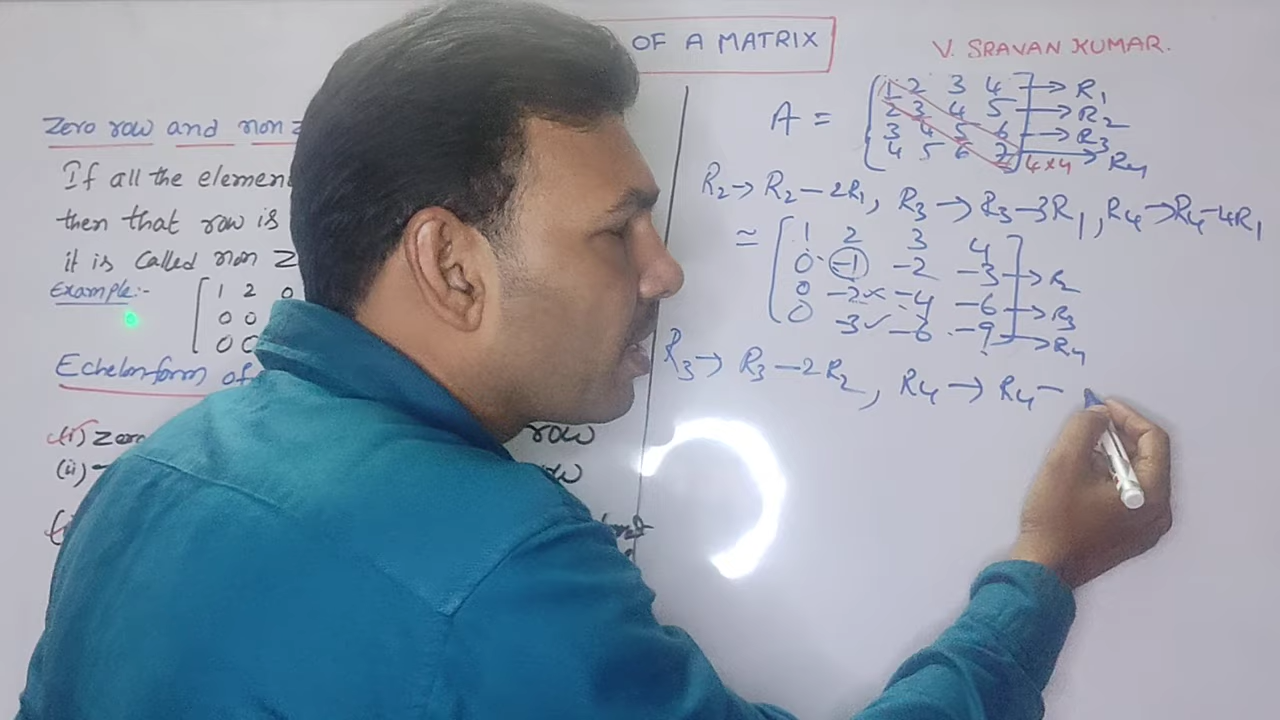 OF A MATRIX
V. SRAVAN KUMAR.
Zero row and non z
If all the elemen
then that row is
it is called non z
Example:-
1 2 0
0 0
0 0
Echelon form of
(i) zero row
(ii) row
A = [1 2 3 4] → R1
2 3 4 5 → R2
3 4 5 6 → R3
4 5 6 7 → R4
4×4
R2 → R2 – 2R1, R3 → R3 – 3R1, R4 → R4 – 4R1
≃ [1 2 3 4]
0 –1 –2 –3 → R2
0 –2 × –4 –6 → R3
0 –3 ✓ –6 –9 → R4
R3 → R3 – 2R2, R4 → R4 –